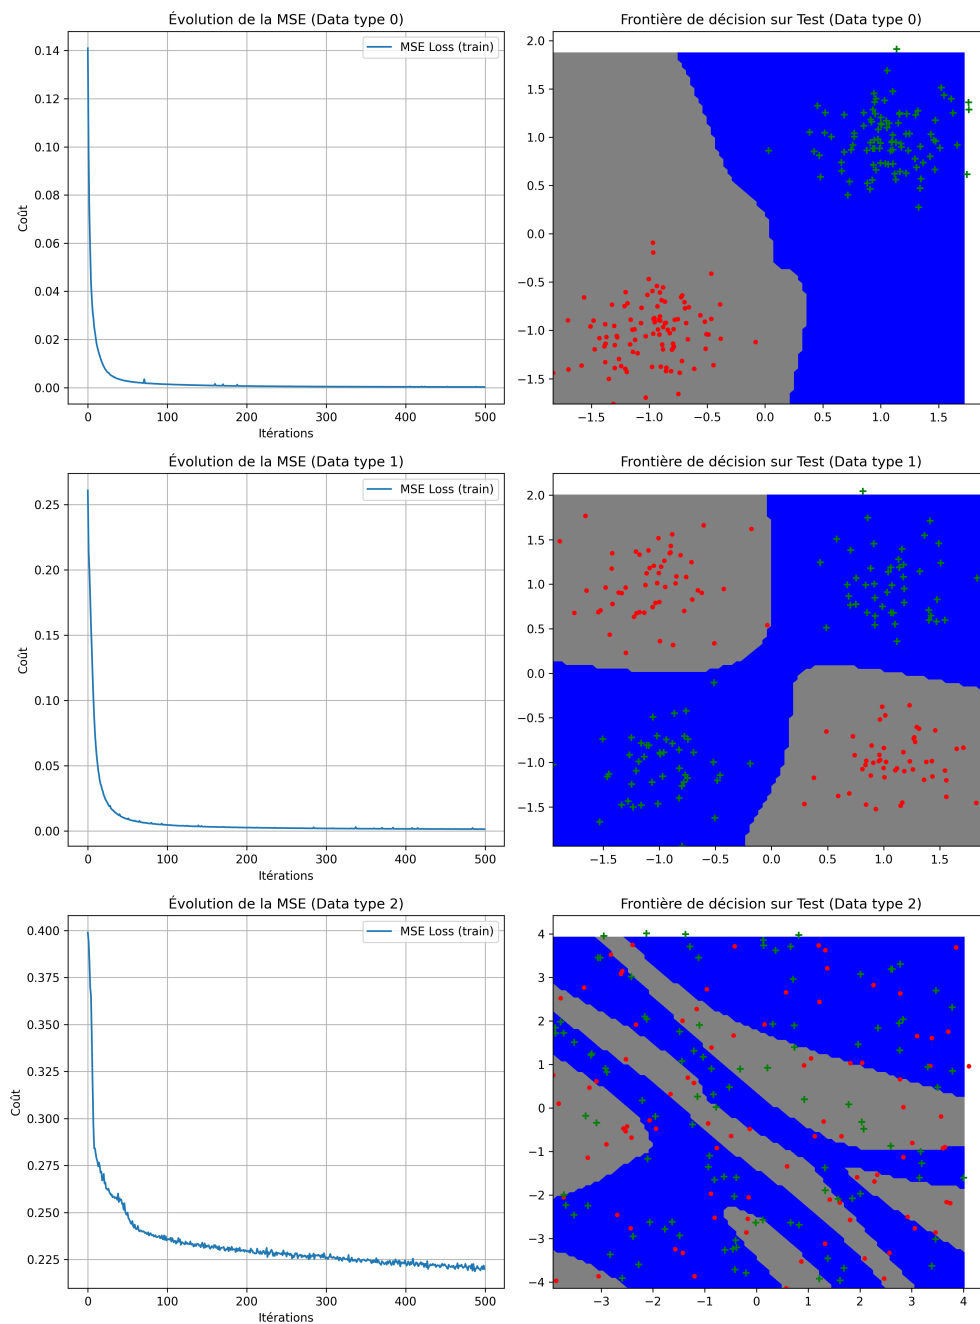 Évolution de la MSE (Data type 0)
MSE Loss (train)
0.14
0.12
0.10
0.08
0.06
0.04
0.02
0.00
Coût
0 100 200 300 400 500
Itérations
Frontière de décision sur Test (Data type 0)
2.0
1.5
1.0
0.5
0.0
−0.5
−1.0
−1.5
−1.5 −1.0 −0.5 0.0 0.5 1.0 1.5
Évolution de la MSE (Data type 1)
MSE Loss (train)
0.25
0.20
0.15
0.10
0.05
0.00
Coût
0 100 200 300 400 500
Itérations
Frontière de décision sur Test (Data type 1)
2.0
1.5
1.0
0.5
0.0
−0.5
−1.0
−1.5
−1.5 −1.0 −0.5 0.0 0.5 1.0 1.5
Évolution de la MSE (Data type 2)
MSE Loss (train)
0.400
0.375
0.350
0.325
0.300
0.275
0.250
0.225
Coût
0 100 200 300 400 500
Itérations
Frontière de décision sur Test (Data type 2)
4
3
2
1
0
−1
−2
−3
−4
−3 −2 −1 0 1 2 3 4